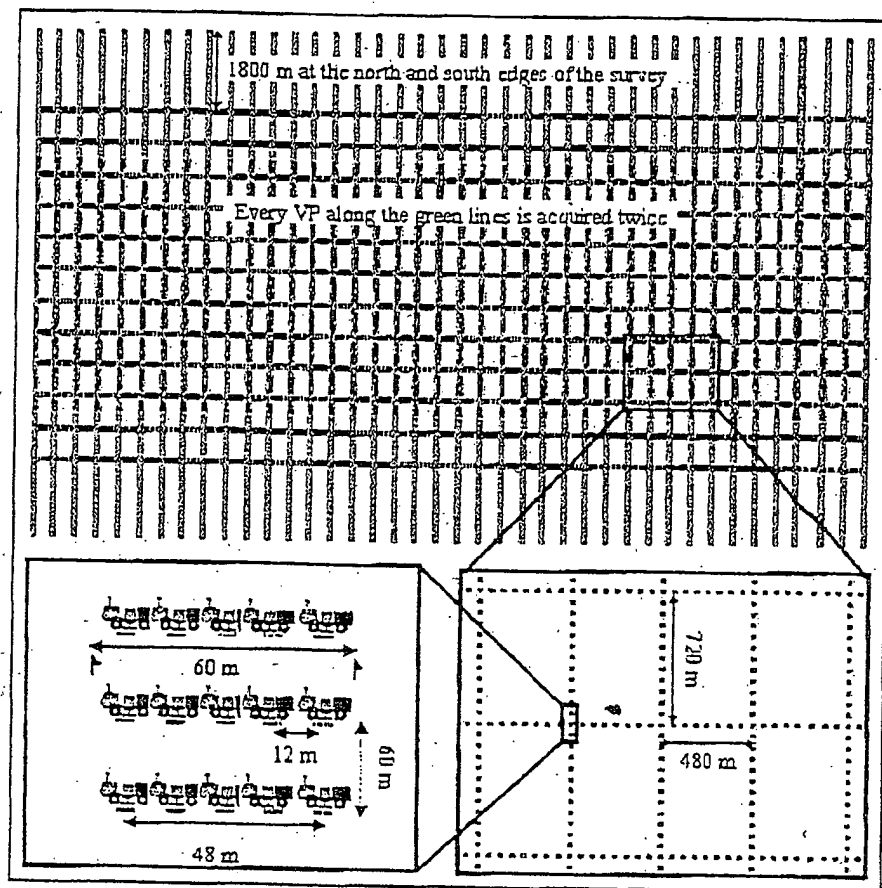 1800 m at the north and south edges of the survey
Every VP along the green lines is acquired twice
60 m
12 m
60 m
48 m
720 m
480 m